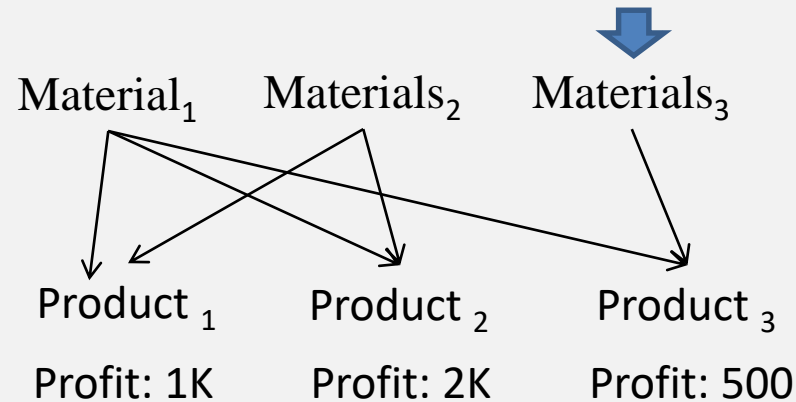 Material₁ Materials₂ Materials₃
Product ₁ Product ₂ Product ₃
Profit: 1K Profit: 2K Profit: 500